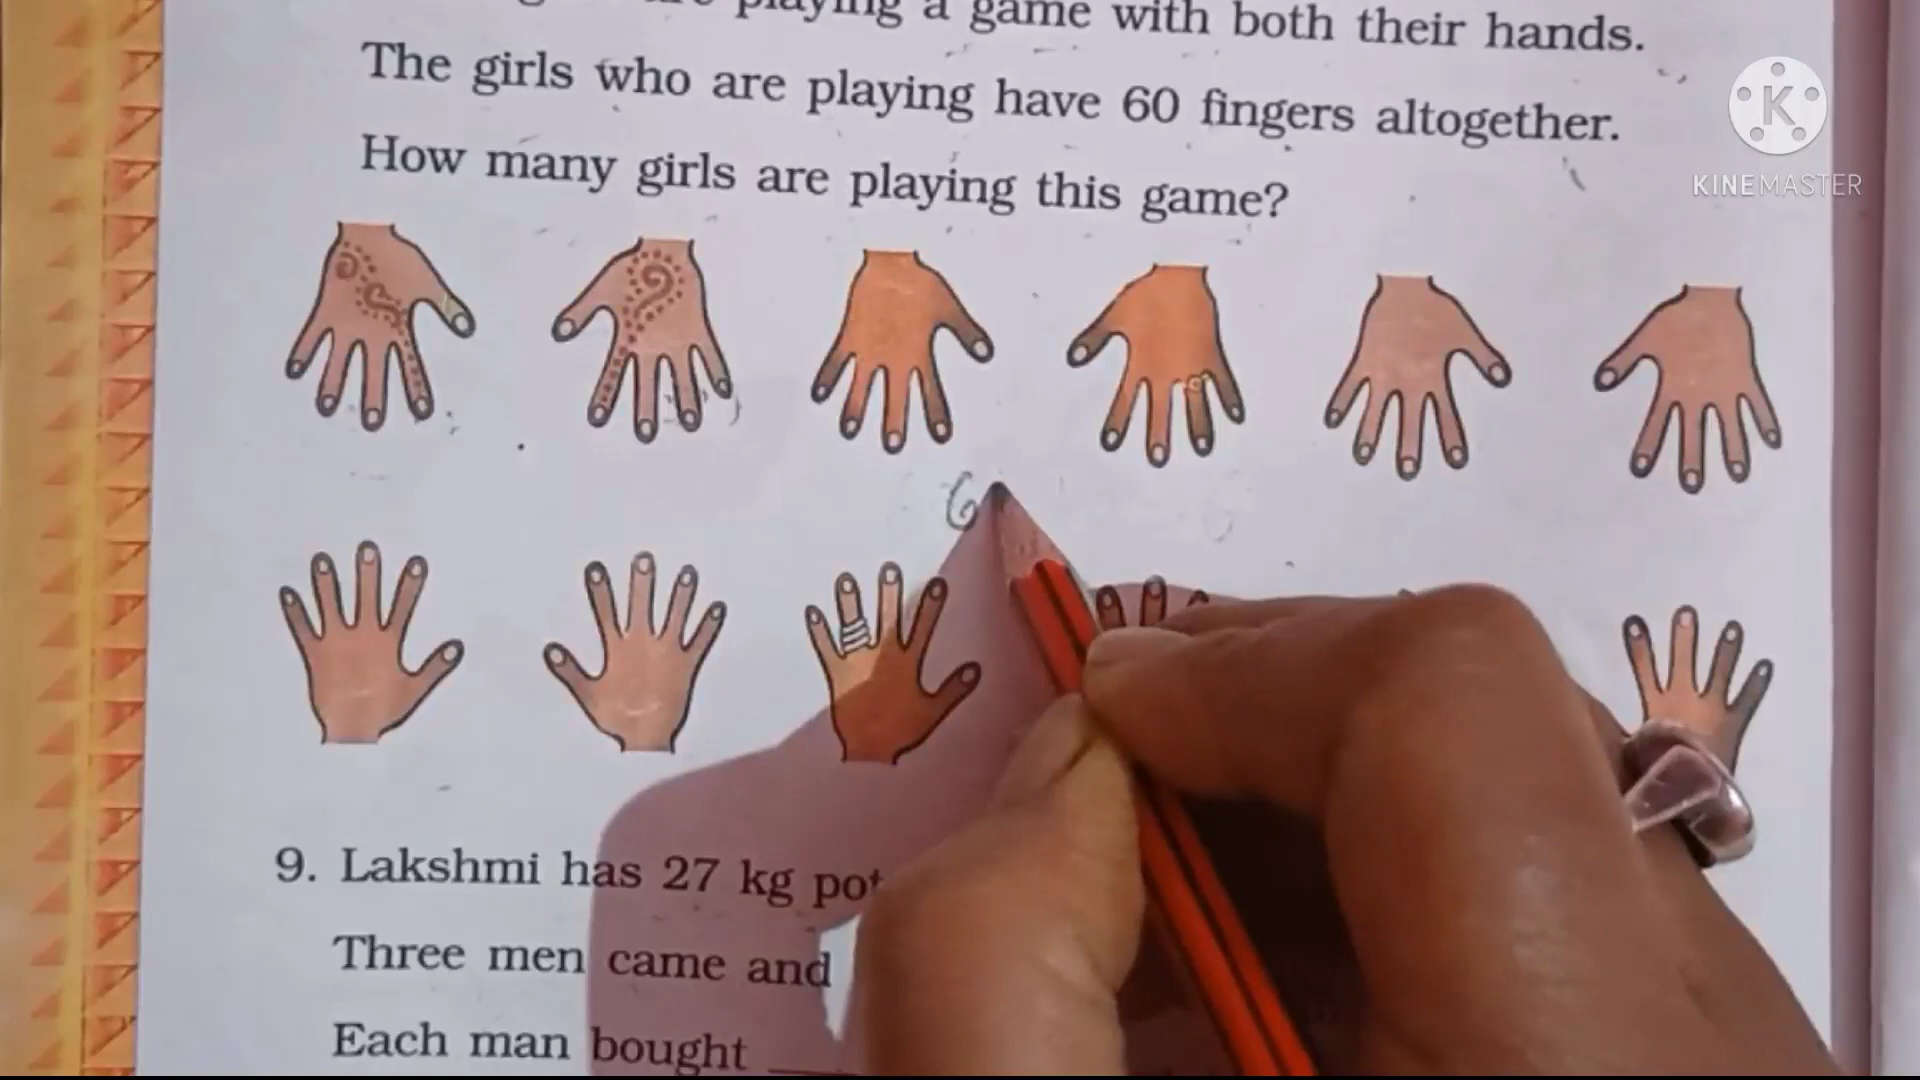 playing a game with both their hands.
The girls who are playing have 60 fingers altogether.
How many girls are playing this game?
K
KINEMASTER
6
9. Lakshmi has 27 kg
Three men came and
Each man bought